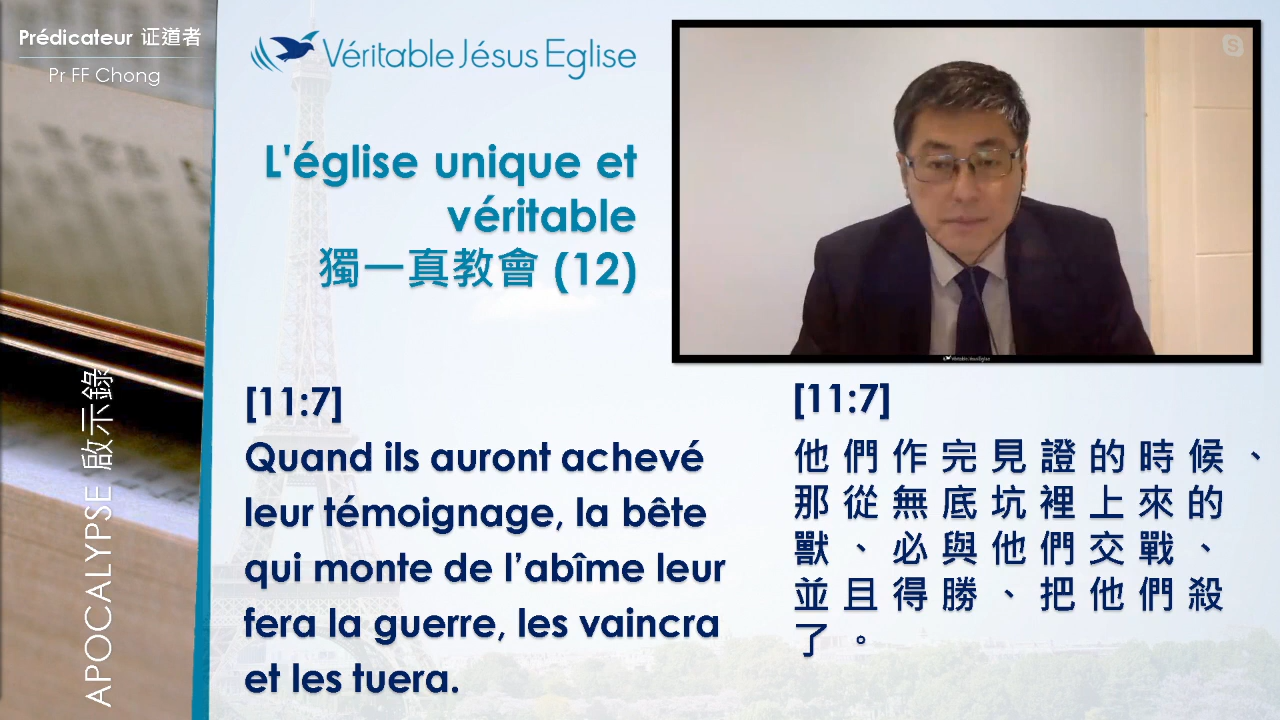 Prédicateur 证道者
Pr FF Chong
APOCALYPSE 啟示錄
Véritable Jésus Eglise
L'église unique et
véritable
獨一真教會 (12)
[11:7]
Quand ils auront achevé
leur témoignage, la bête
qui monte de l’abîme leur
fera la guerre, les vaincra
et les tuera.
[11:7]
他們作完見證的時候、
那從無底坑裡上來的
獸、必與他們交戰、
並且得勝、把他們殺
了。
Véritable Jésus Eglise